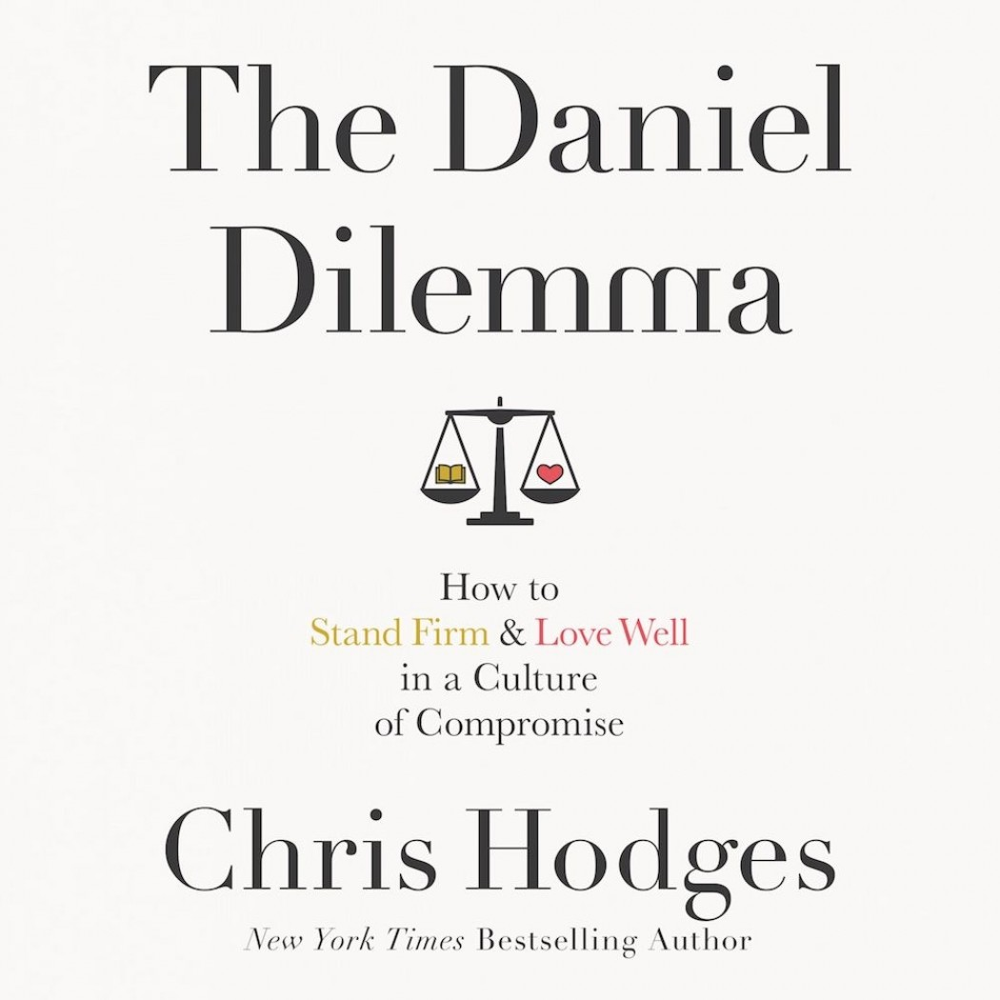 The Daniel
Dilemma
How to
Stand Firm & Love Well
in a Culture
of Compromise
Chris Hodges
New York Times Bestselling Author